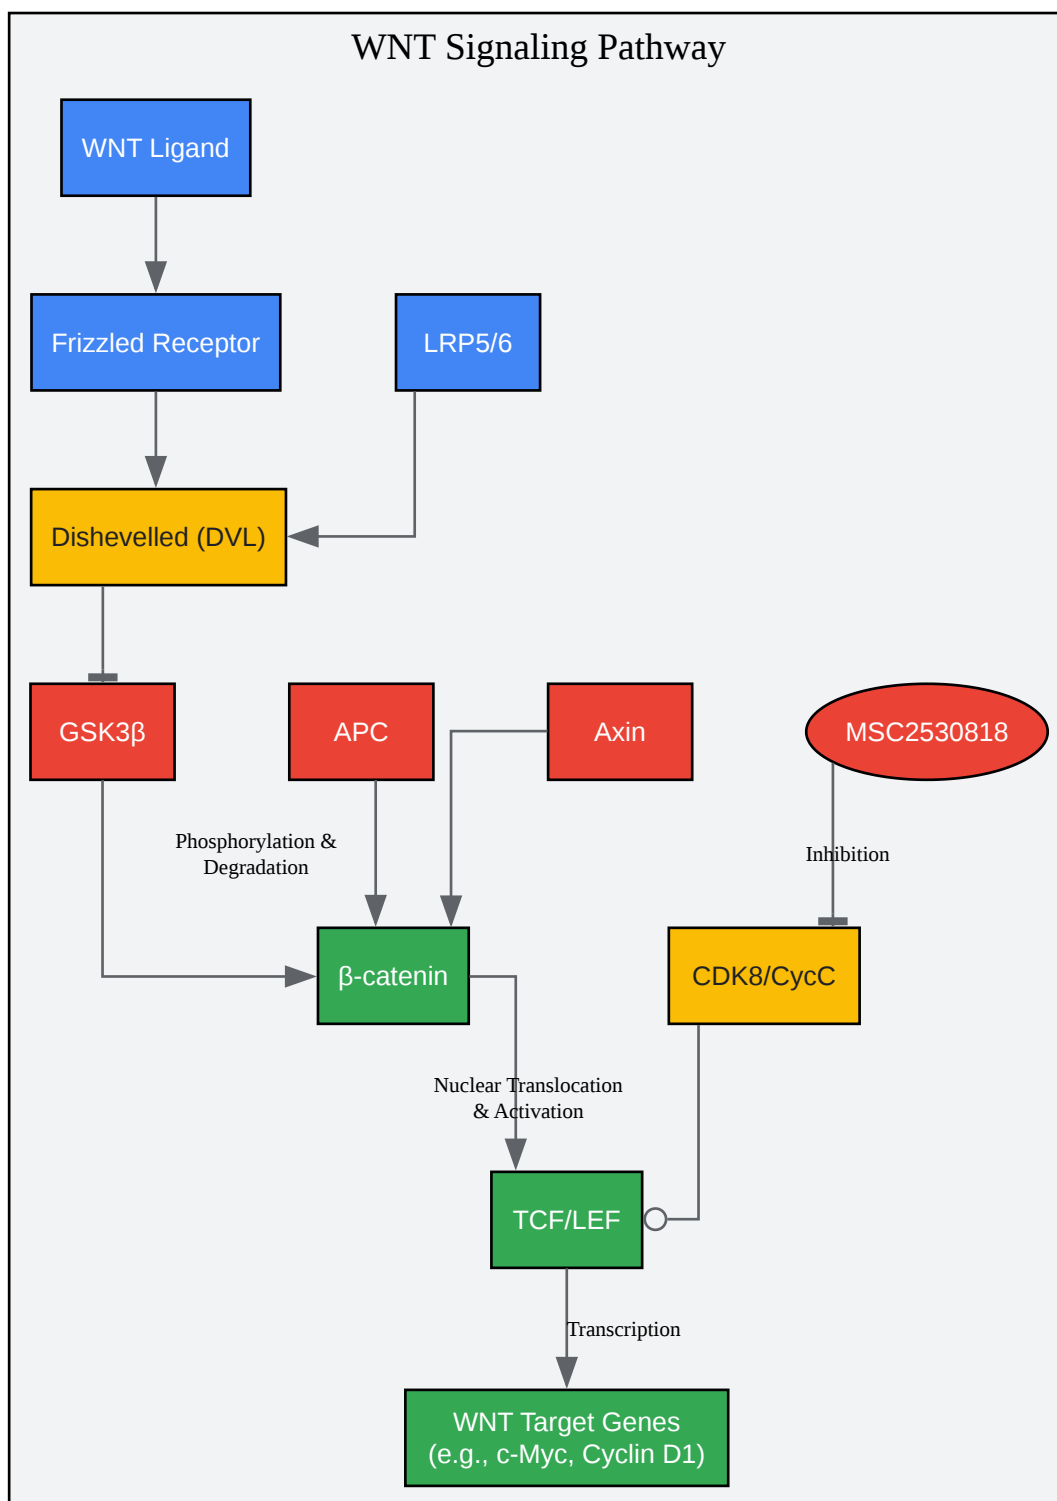 WNT Signaling Pathway
WNT Ligand
Frizzled Receptor
LRP5/6
Dishevelled (DVL)
GSK3β
APC
Axin
MSC2530818
Phosphorylation &
Degradation
Inhibition
β-catenin
CDK8/CycC
Nuclear Translocation
& Activation
TCF/LEF
Transcription
WNT Target Genes
(e.g., c-Myc, Cyclin D1)